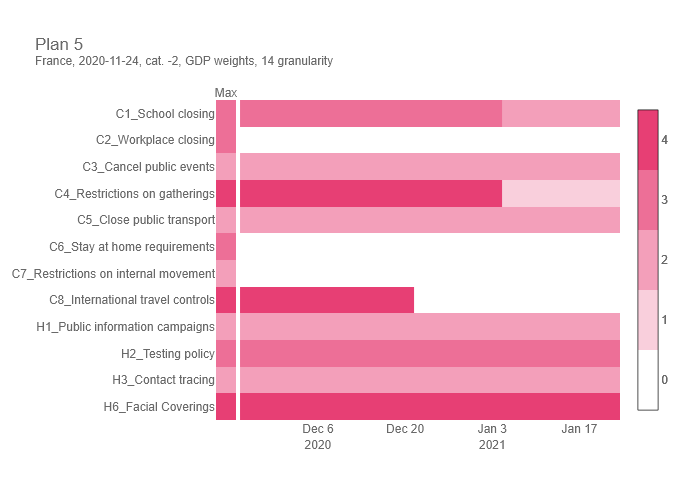 Plan 5
France, 2020-11-24, cat. -2, GDP weights, 14 granularity
Max
C1_School closing
C2_Workplace closing
C3_Cancel public events
C4_Restrictions on gatherings
C5_Close public transport
C6_Stay at home requirements
C7_Restrictions on internal movement
C8_International travel controls
H1_Public information campaigns
H2_Testing policy
H3_Contact tracing
H6_Facial Coverings
4
3
2
1
0
Dec 6 Dec 20 Jan 3 Jan 17
2020 2021